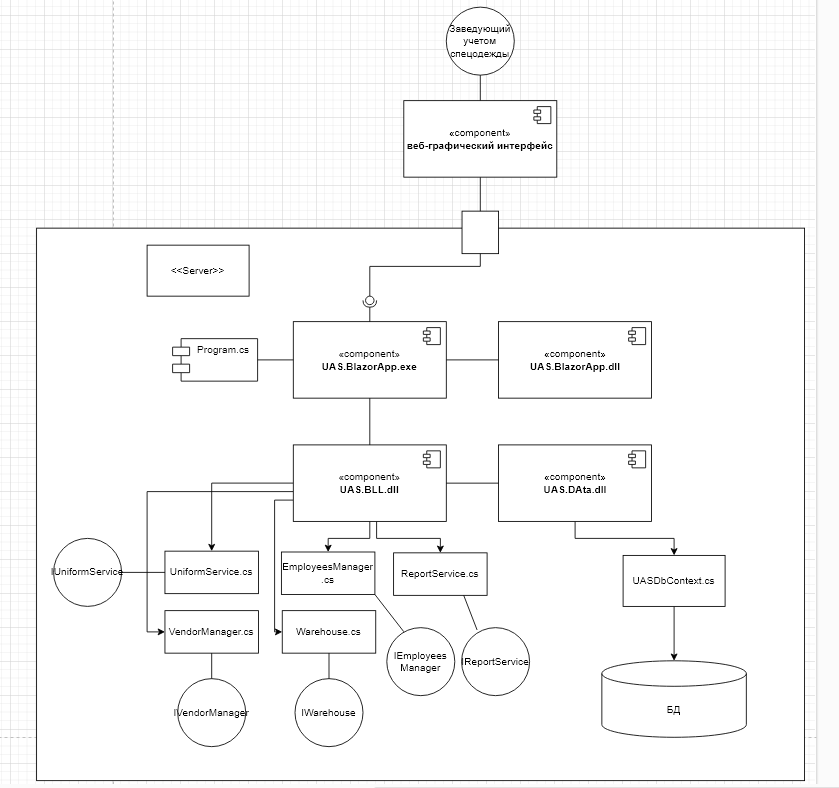 Заведующий
учетом
спецодежды
«component»
веб-графический интерфейс
<<Server>>
Program.cs
«component»
UAS.BlazorApp.exe
«component»
UAS.BlazorApp.dll
«component»
UAS.BLL.dll
«component»
UAS.DAta.dll
IUniformService
UniformService.cs
EmployeesManager
.cs
ReportService.cs
UASDbContext.cs
VendorManager.cs
Warehouse.cs
IEmployees
Manager
IReportService
IVendorManager
IWarehouse
БД